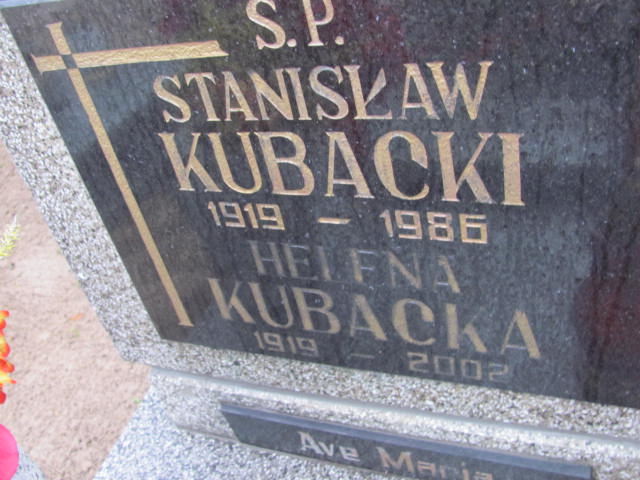 S.P.
STANISŁAW
KUBACKI
1919 – 1986
HELENA
KUBACKA
1919 – 2002
Ave Maria